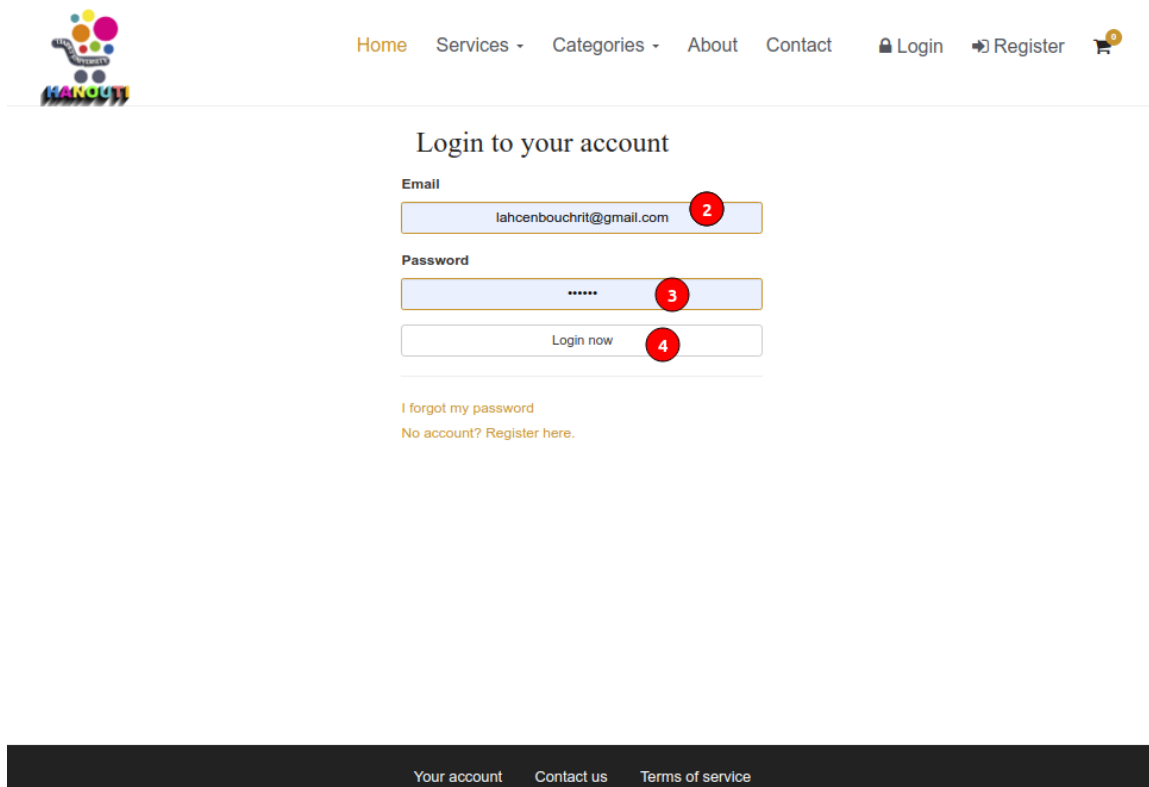 HANOUTI
Home Services Categories About Contact Login Register 0
Login to your account
Email
lahcenbouchrit@gmail.com 2
Password
•••••• 3
Login now 4
I forgot my password
No account? Register here.
Your account Contact us Terms of service